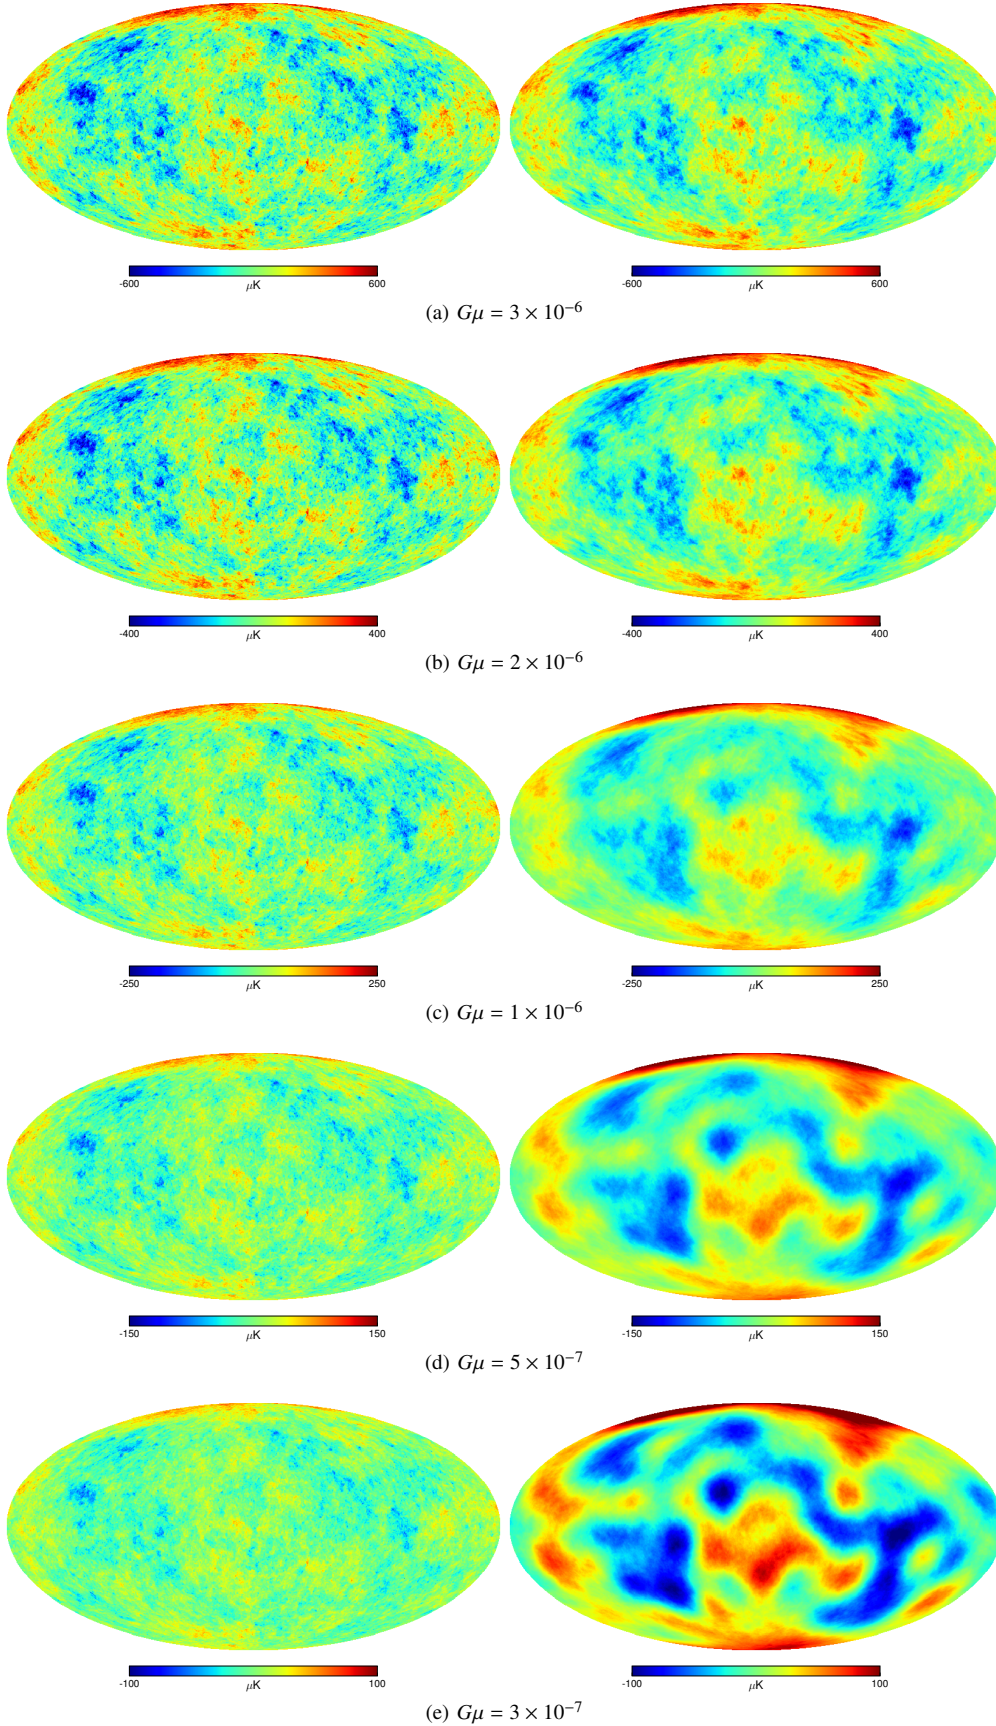 -600 μK 600 -600 μK 600
(a) Gμ = 3 × 10⁻⁶
-400 μK 400 -400 μK 400
(b) Gμ = 2 × 10⁻⁶
-250 μK 250 -250 μK 250
(c) Gμ = 1 × 10⁻⁶
-150 μK 150 -150 μK 150
(d) Gμ = 5 × 10⁻⁷
-100 μK 100 -100 μK 100
(e) Gμ = 3 × 10⁻⁷